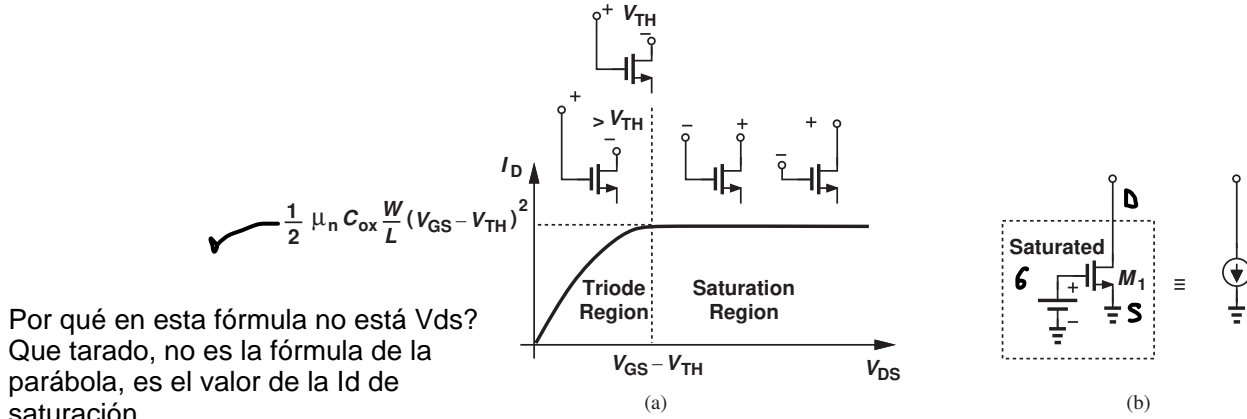 + V_TH
−
+
> V_TH
−
−
+
−
+
I_D
1/2 μ_n C_ox W/L (V_GS − V_TH)^2
Triode
Region
Saturation
Region
V_GS − V_TH
V_DS
(a)
Por qué en esta fórmula no está Vds?
Que tarado, no es la fórmula de la
parábola, es el valor de la Id de
saturación
D
Saturated
G
+
−
M_1
S
≡
(b)